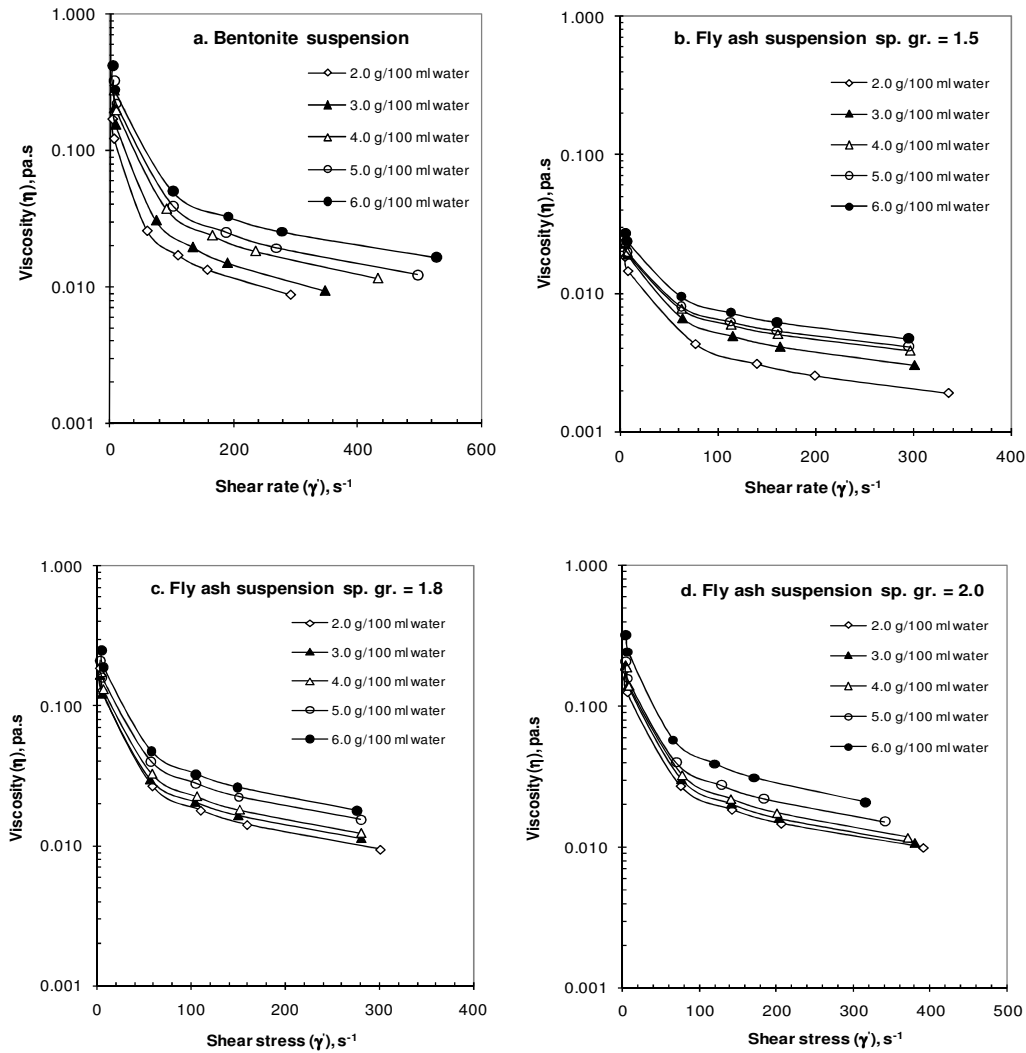 a. Bentonite suspension
2.0 g/100 ml water
3.0 g/100 ml water
4.0 g/100 ml water
5.0 g/100 ml water
6.0 g/100 ml water
1.000
0.100
0.010
0.001
Viscosity (η), pa.s
0 200 400 600
Shear rate (γ̇), s⁻¹
b. Fly ash suspension sp. gr. = 1.5
2.0 g/100 ml water
3.0 g/100 ml water
4.0 g/100 ml water
5.0 g/100 ml water
6.0 g/100 ml water
1.000
0.100
0.010
0.001
Viscosity (η), pa.s
0 100 200 300 400
Shear rate (γ̇), s⁻¹
c. Fly ash suspension sp. gr. = 1.8
2.0 g/100 ml water
3.0 g/100 ml water
4.0 g/100 ml water
5.0 g/100 ml water
6.0 g/100 ml water
1.000
0.100
0.010
0.001
Viscosity (η), pa.s
0 100 200 300 400
Shear stress (γ̇), s⁻¹
d. Fly ash suspension sp. gr. = 2.0
2.0 g/100 ml water
3.0 g/100 ml water
4.0 g/100 ml water
5.0 g/100 ml water
6.0 g/100 ml water
1.000
0.100
0.010
0.001
Viscosity (η), pa.s
0 100 200 300 400 500
Shear stress (γ̇), s⁻¹